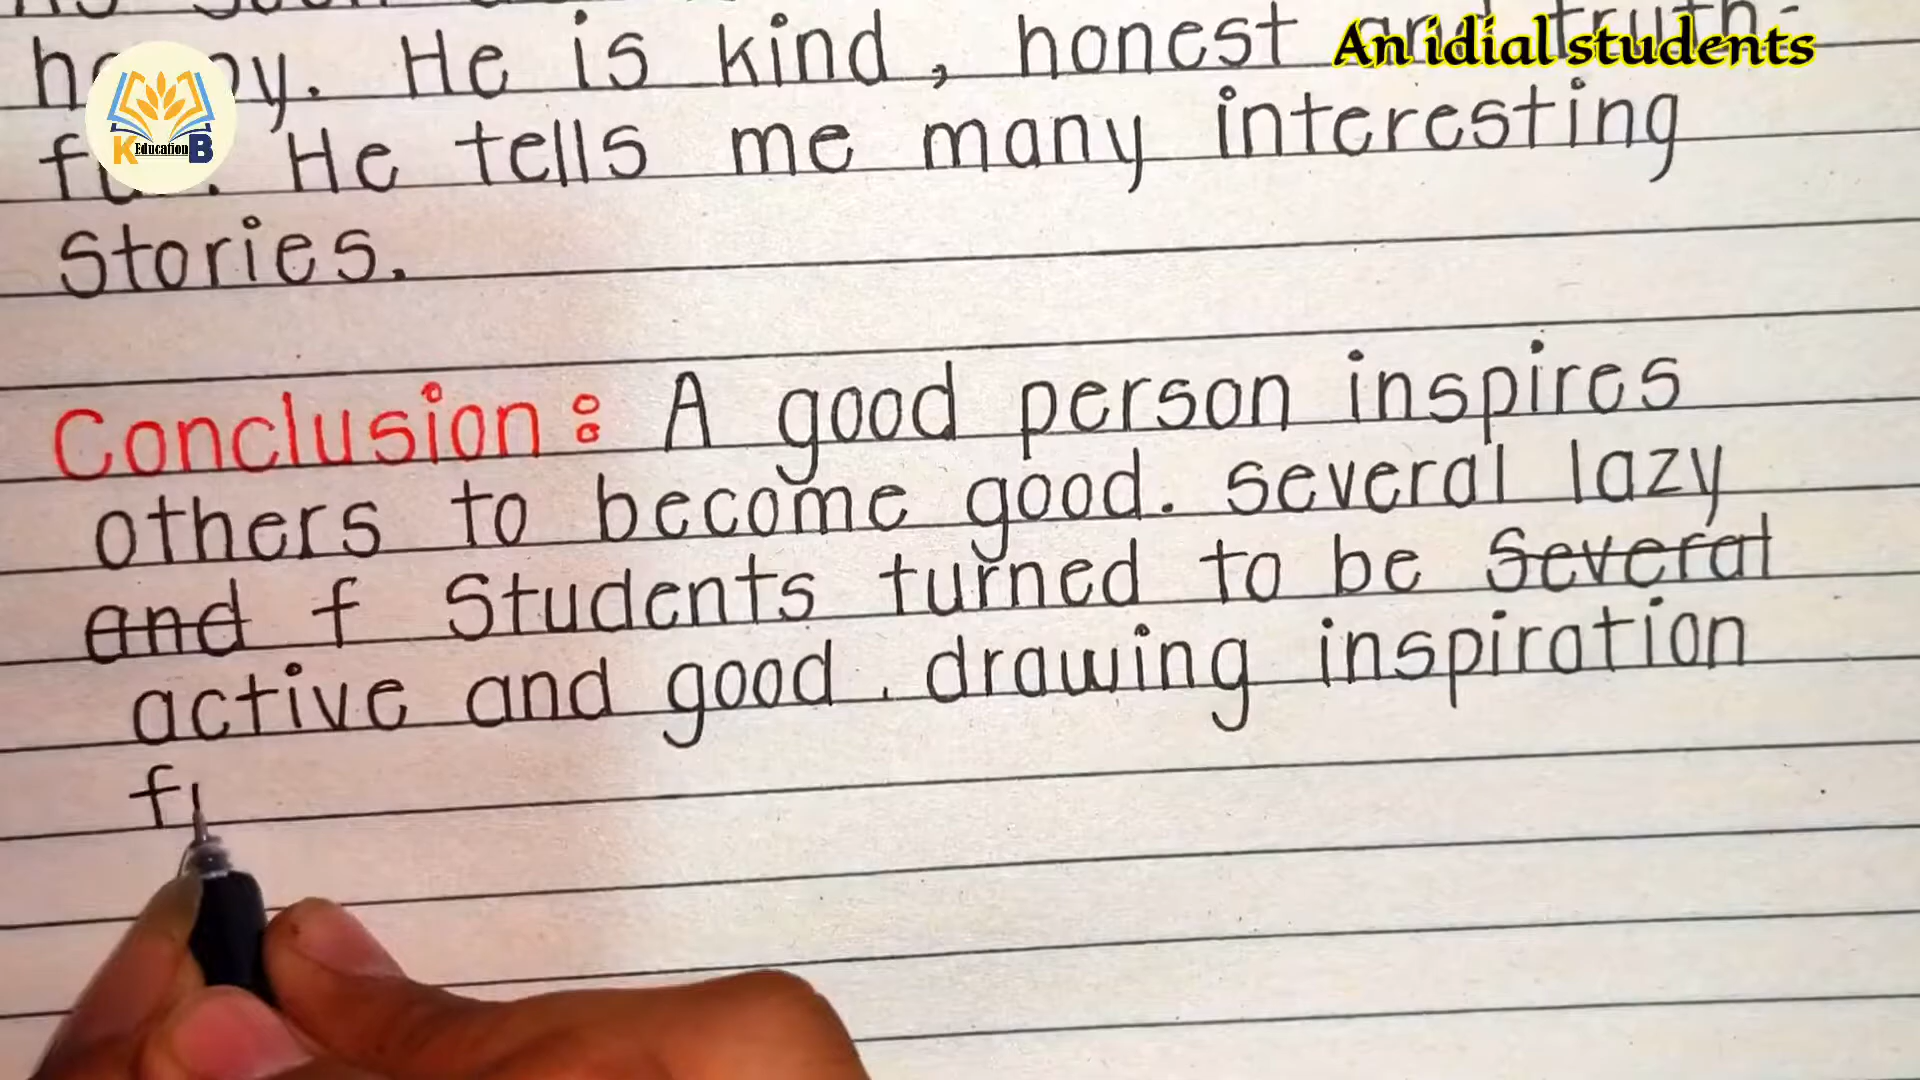 He is kind, honest
An idial students
K Education B
He tells me many interesting
Stories.
Conclusion: A good person inspires
others to become good. several lazy
and f Students turned to be several
active and good. drawing inspiration